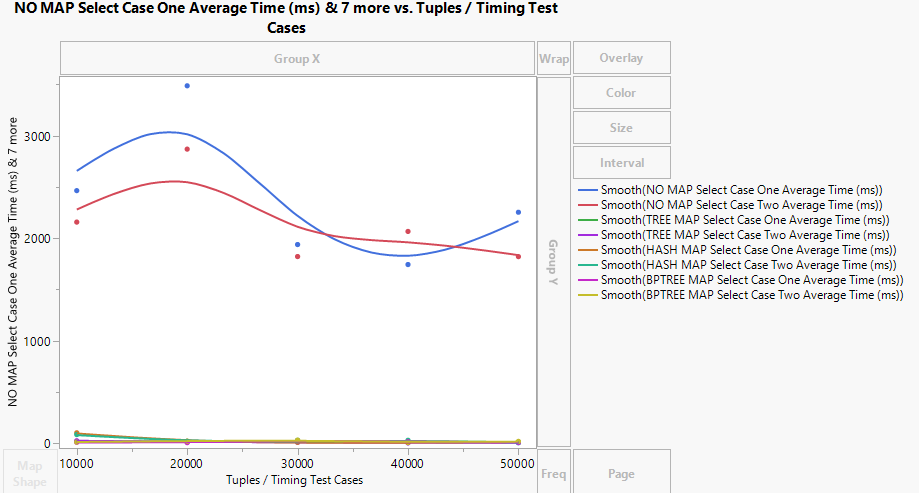 NO MAP Select Case One Average Time (ms) & 7 more vs. Tuples / Timing Test
Cases
Group X
Wrap
Overlay
Color
Size
Interval
NO MAP Select Case One Average Time (ms) & 7 more
3000
2000
1000
0
Group Y
Smooth(NO MAP Select Case One Average Time (ms))
Smooth(NO MAP Select Case Two Average Time (ms))
Smooth(TREE MAP Select Case One Average Time (ms))
Smooth(TREE MAP Select Case Two Average Time (ms))
Smooth(HASH MAP Select Case One Average Time (ms))
Smooth(HASH MAP Select Case Two Average Time (ms))
Smooth(BPTREE MAP Select Case One Average Time (ms))
Smooth(BPTREE MAP Select Case Two Average Time (ms))
Map
Shape
10000 20000 30000 40000 50000
Tuples / Timing Test Cases
Freq
Page